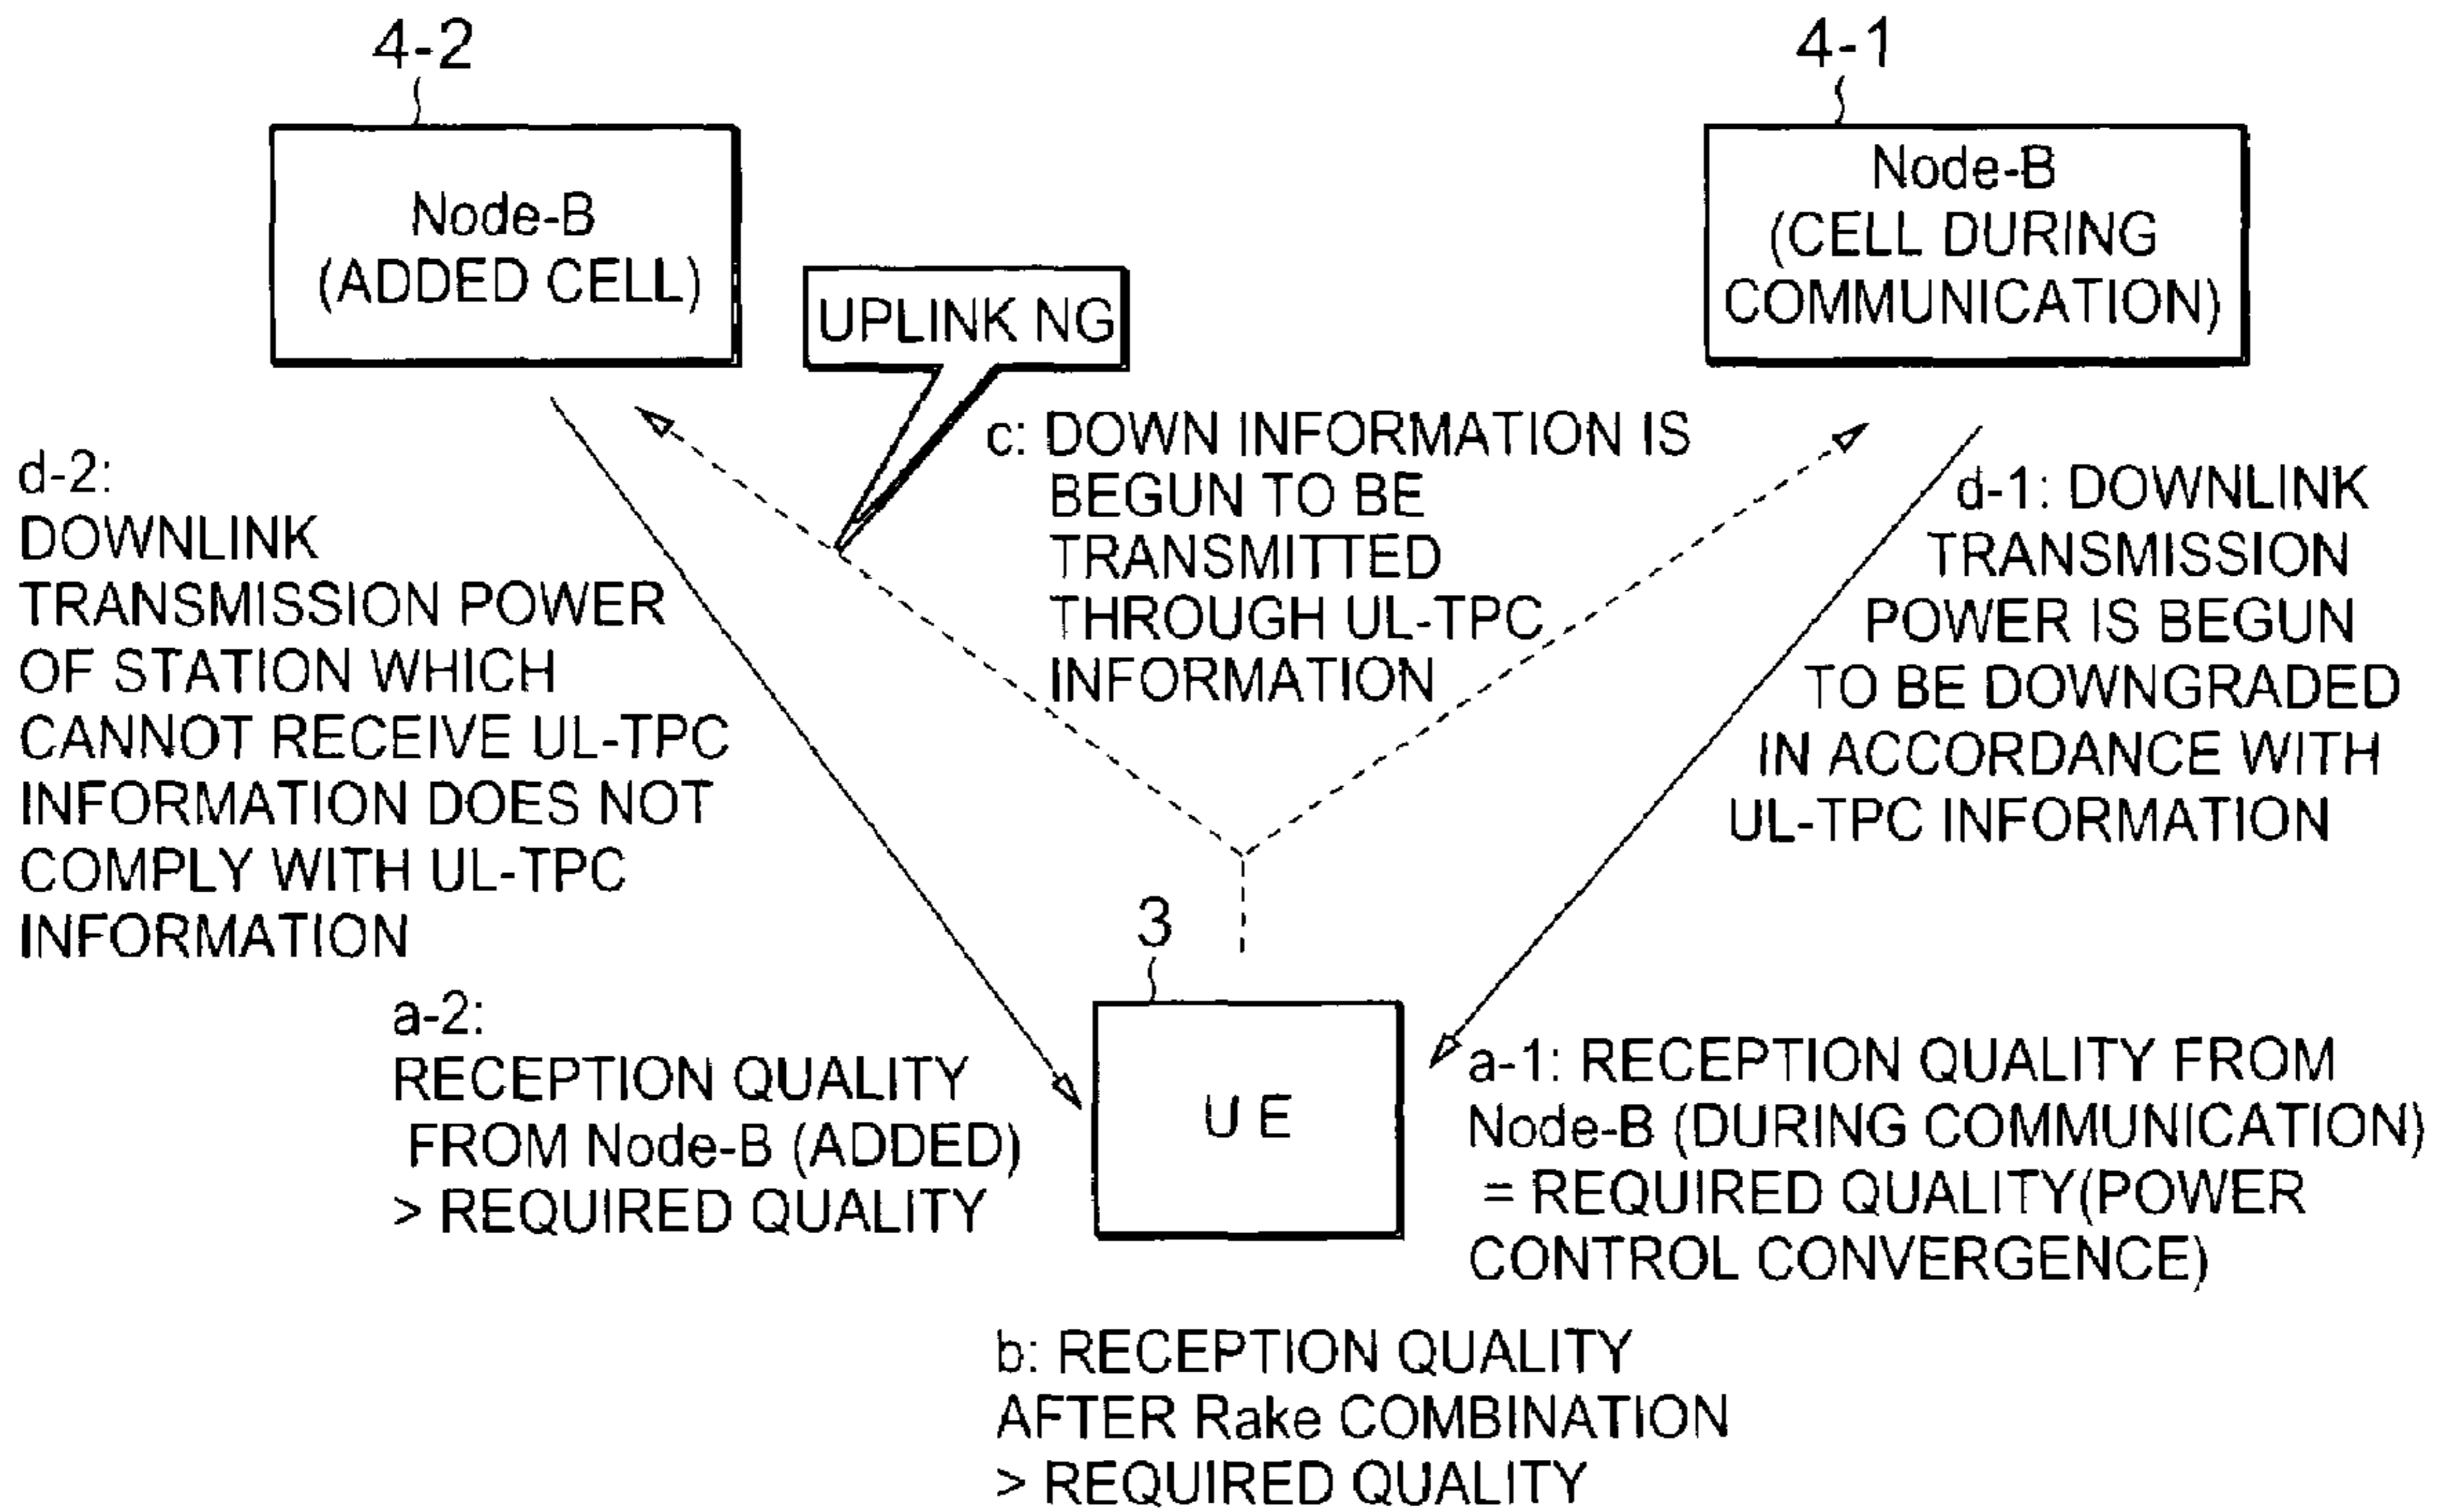 4-2
4-1
Node-B
(ADDED CELL)
Node-B
(CELL DURING
COMMUNICATION)
UPLINK NG
c: DOWN INFORMATION IS
BEGUN TO BE
TRANSMITTED
THROUGH UL-TPC
INFORMATION
d-2:
DOWNLINK
TRANSMISSION POWER
OF STATION WHICH
CANNOT RECEIVE UL-TPC
INFORMATION DOES NOT
COMPLY WITH UL-TPC
INFORMATION
d-1: DOWNLINK
TRANSMISSION
POWER IS BEGUN
TO BE DOWNGRADED
IN ACCORDANCE WITH
UL-TPC INFORMATION
3
U E
a-2:
RECEPTION QUALITY
FROM Node-B (ADDED)
> REQUIRED QUALITY
a-1: RECEPTION QUALITY FROM
Node-B (DURING COMMUNICATION)
= REQUIRED QUALITY(POWER
CONTROL CONVERGENCE)
b: RECEPTION QUALITY
AFTER Rake COMBINATION
> REQUIRED QUALITY